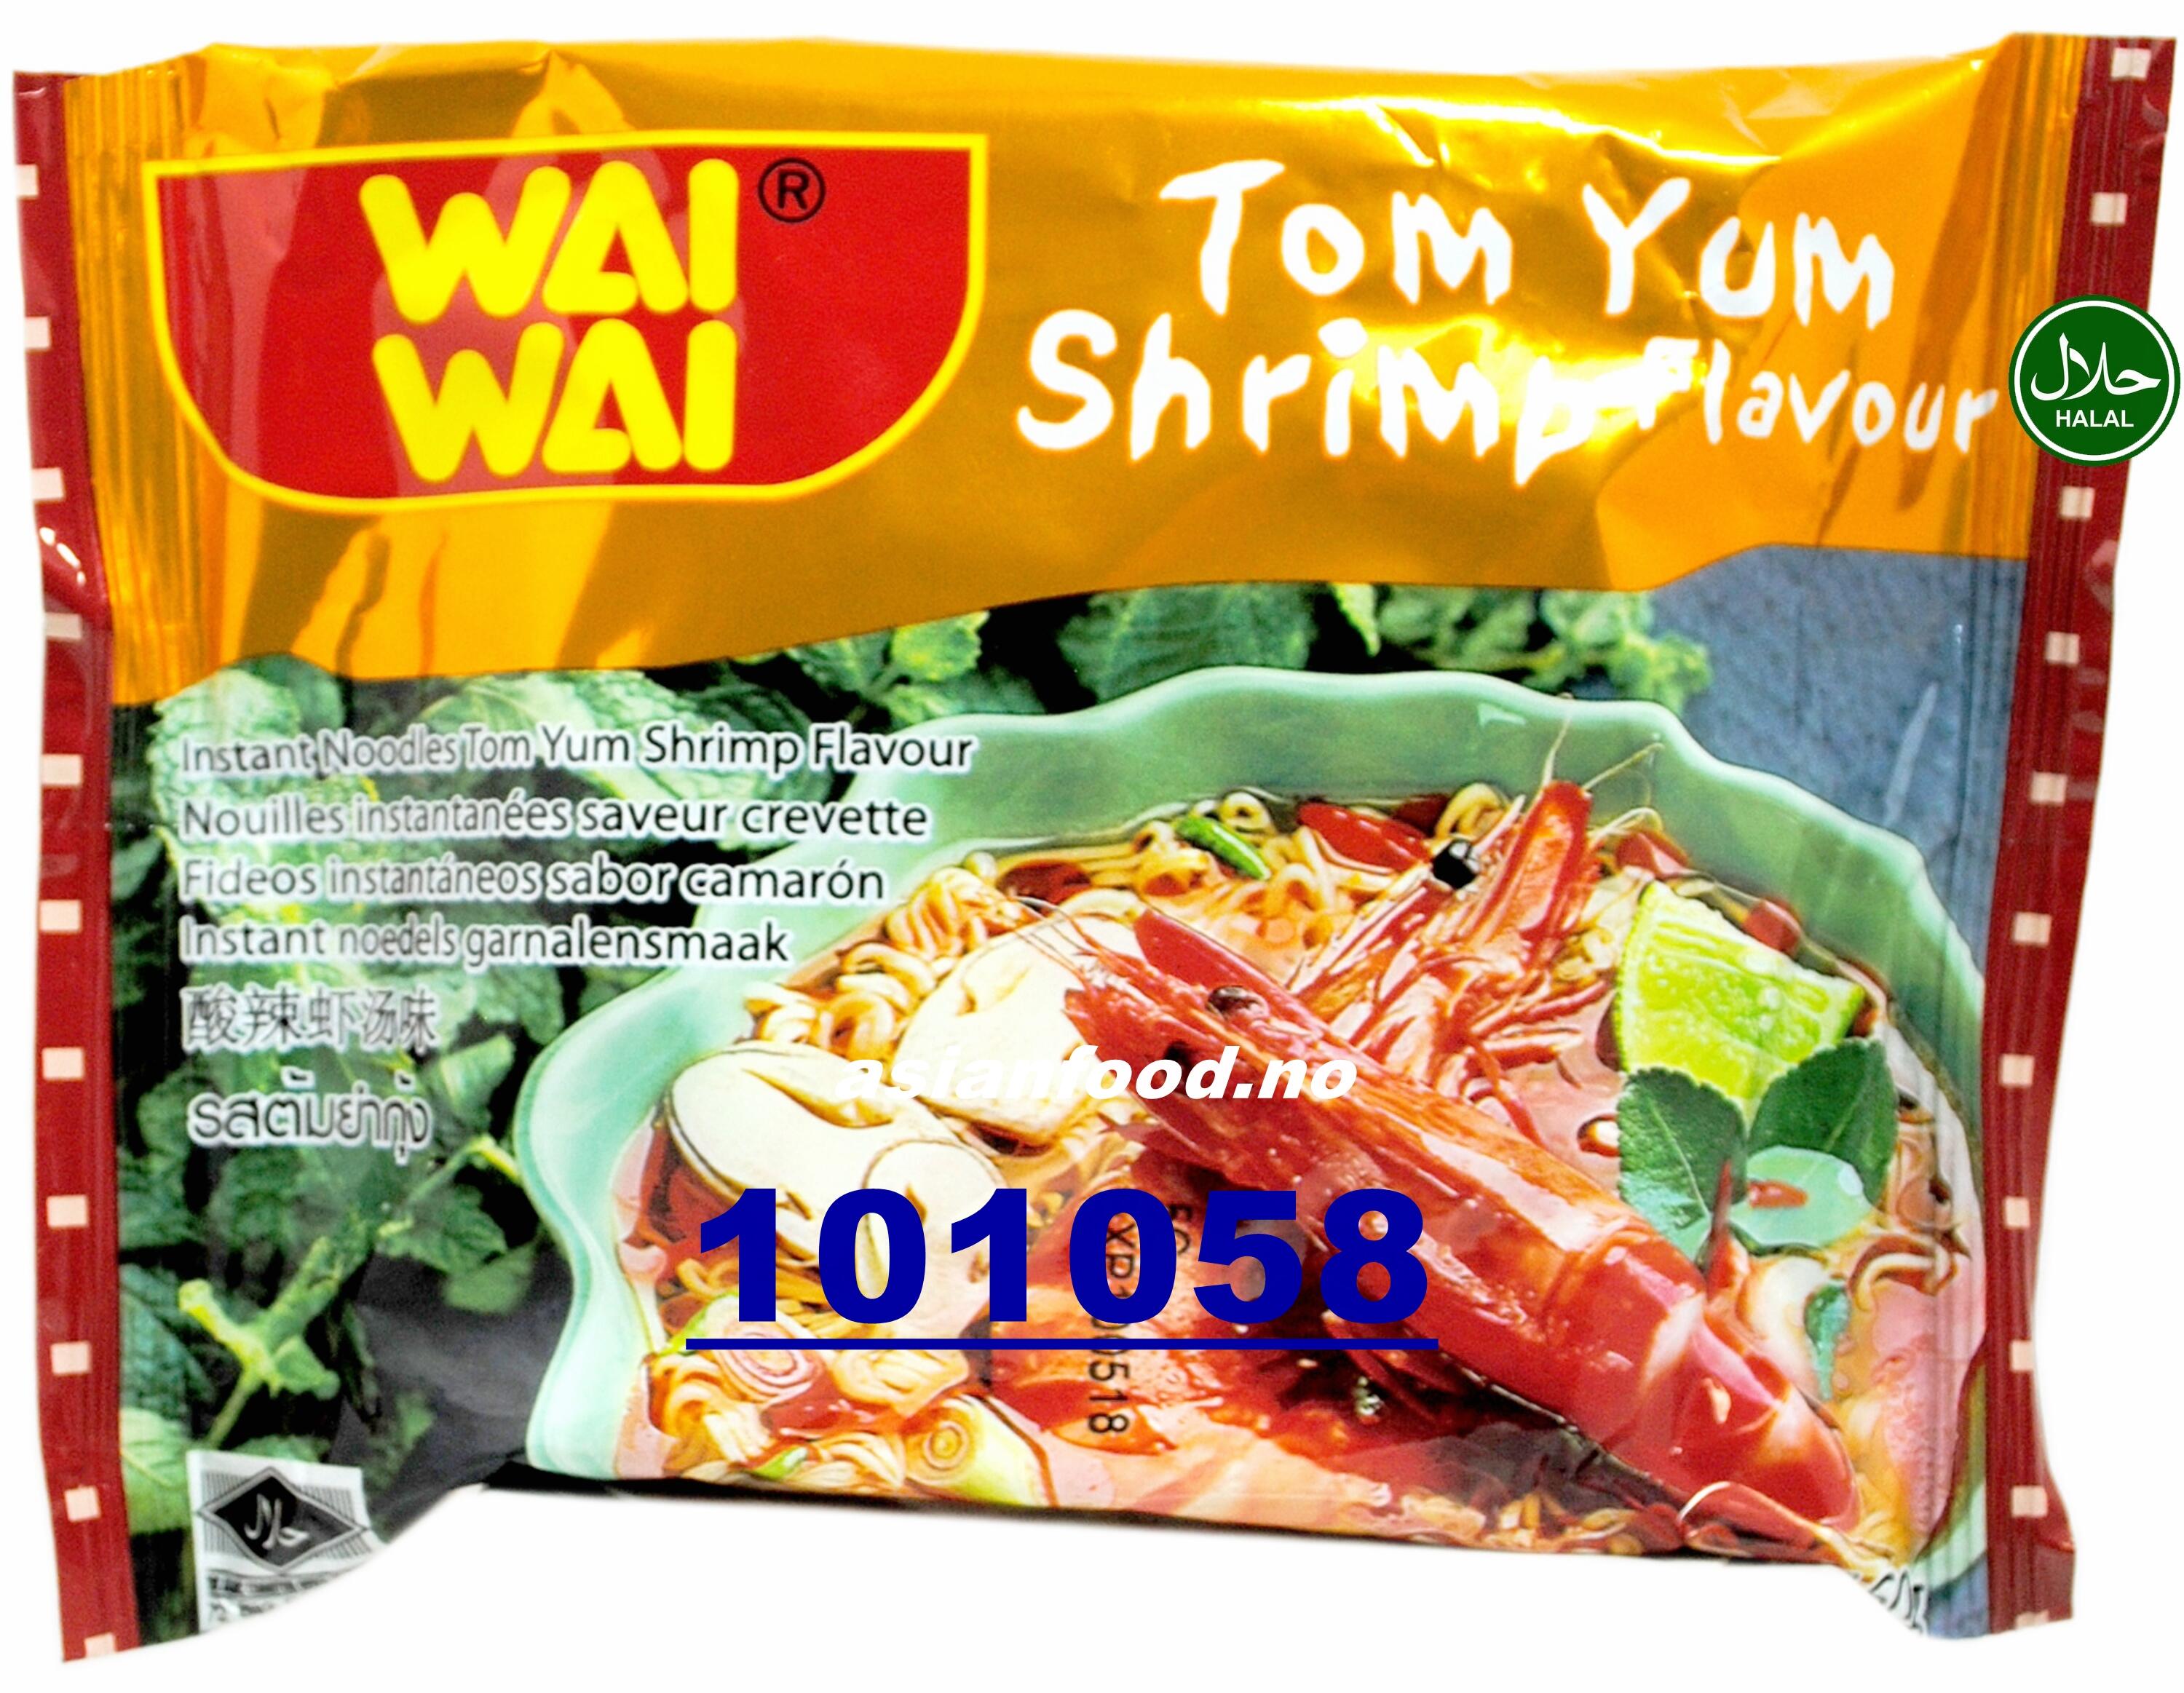 WAI
WAI®
Tom Yum
Shrimp Flavour
حلال
HALAL
Instant Noodles Tom Yum Shrimp Flavour
Nouilles instantanées saveur crevette
Fideos instantáneos sabor camarón
Instant noedels garnalensmaak
酸辣虾汤味
รสต้มยำกุ้ง
asianfood.no
101058
حلال